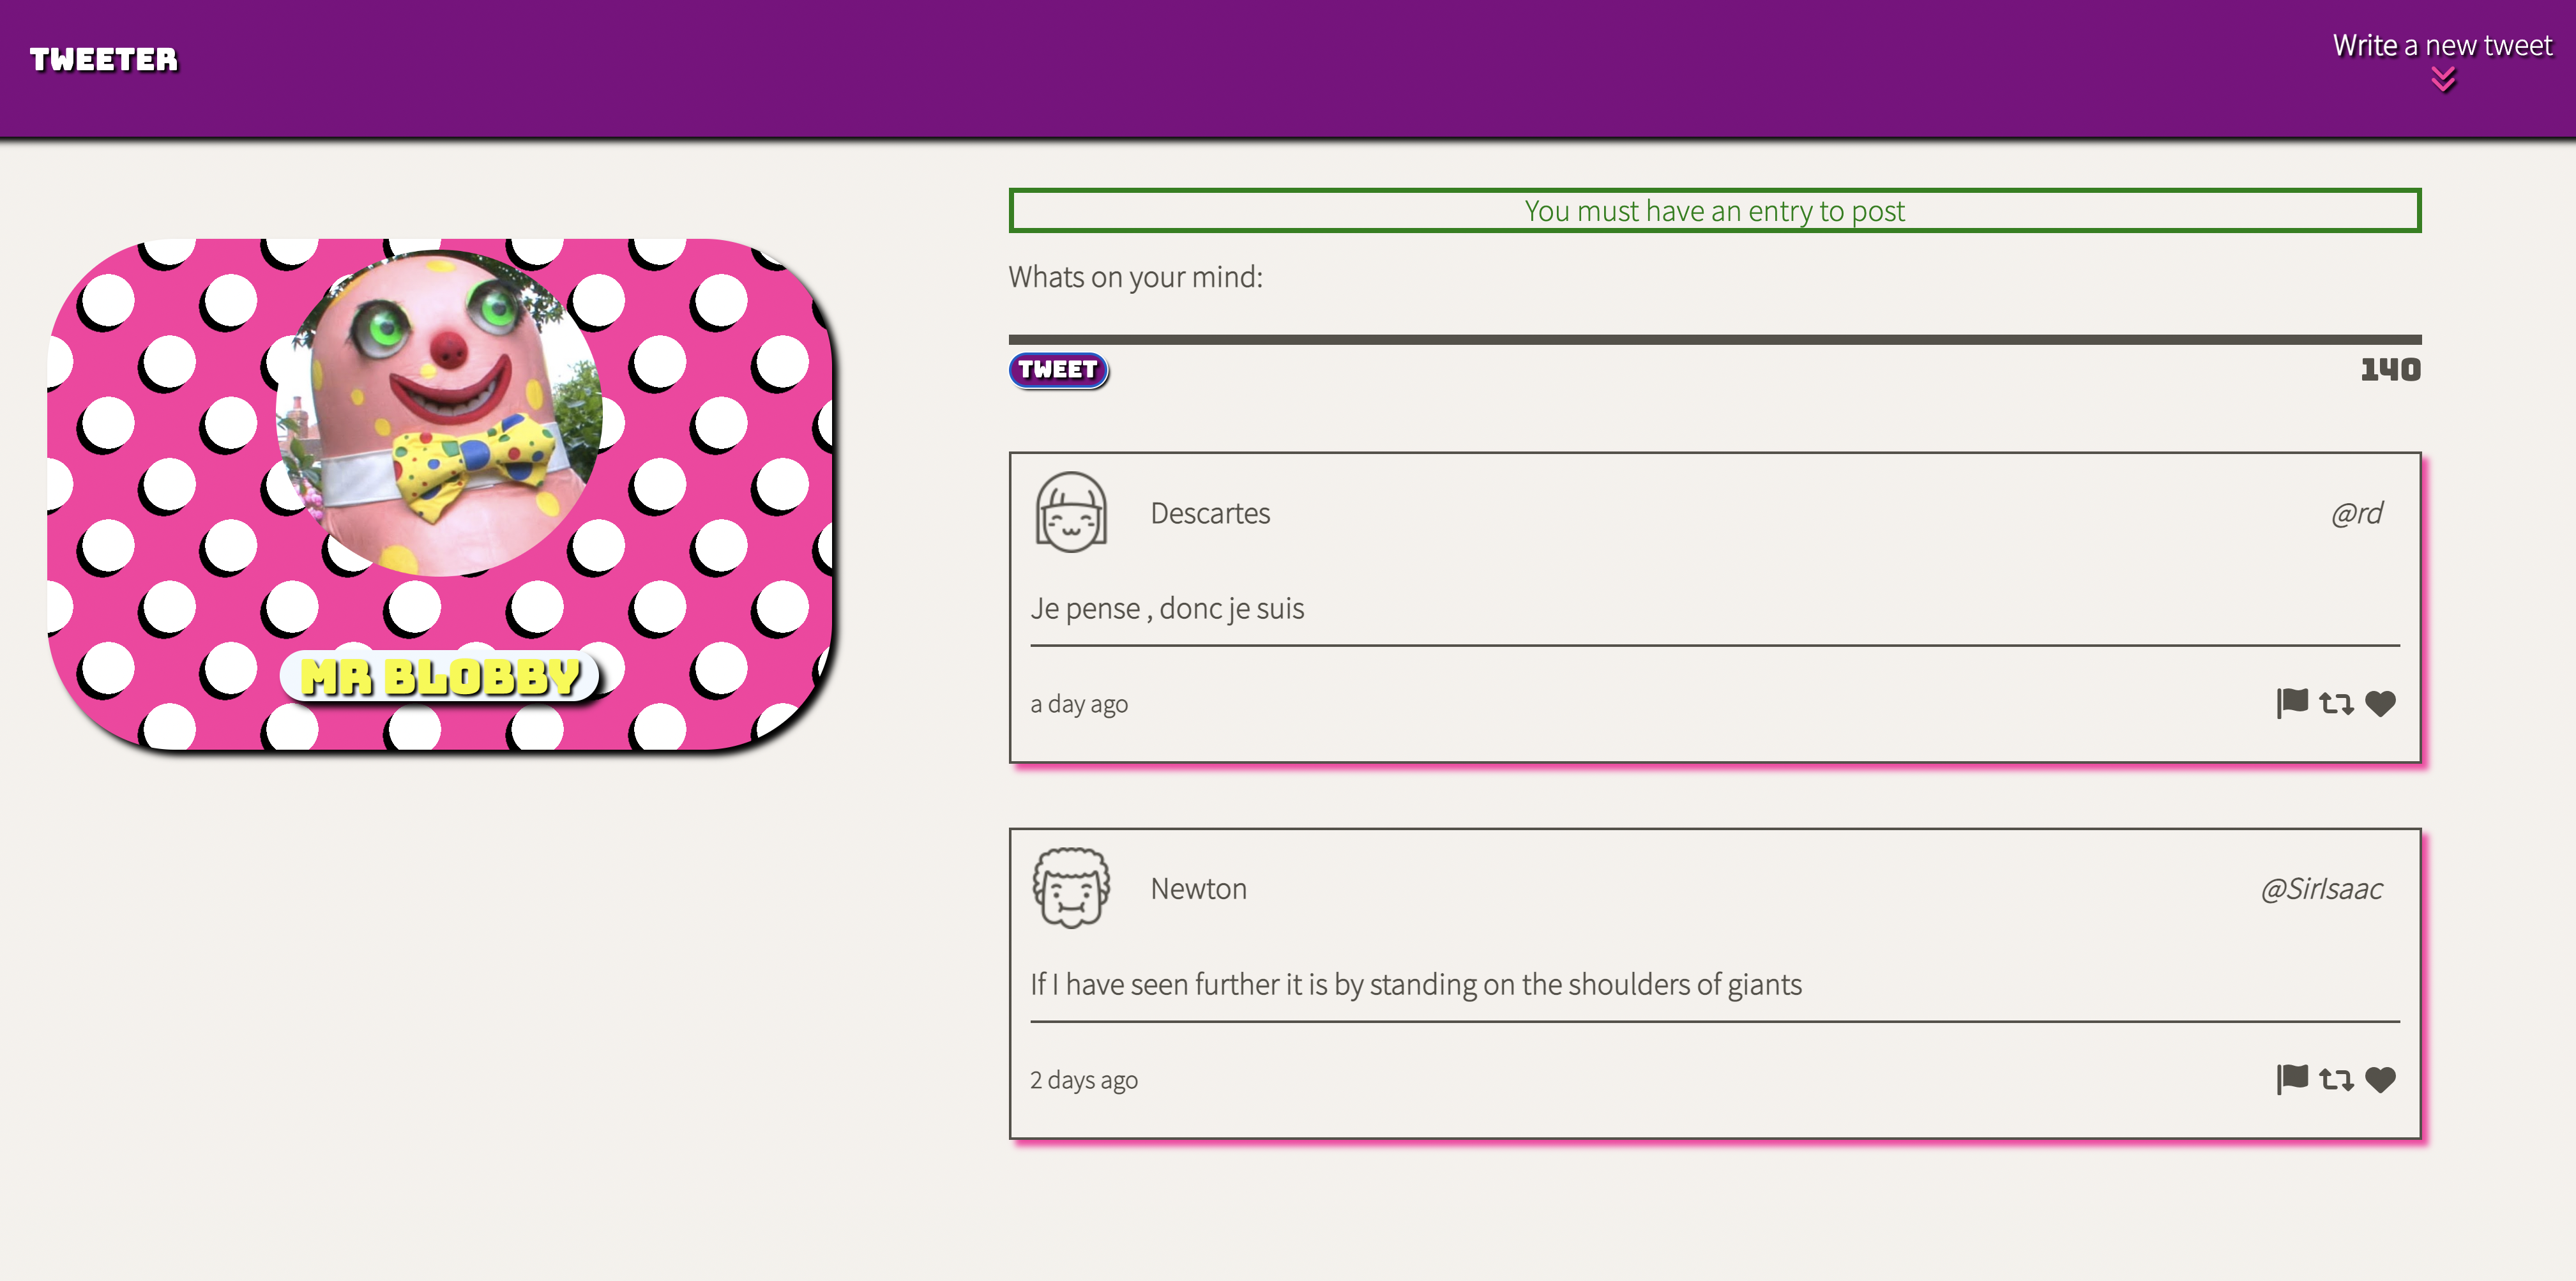 TWEETER
Write a new tweet
You must have an entry to post
Whats on your mind:
TWEET
140
MR BLOBBY
Descartes
@rd
Je pense , donc je suis
a day ago
Newton
@SirIsaac
If I have seen further it is by standing on the shoulders of giants
2 days ago